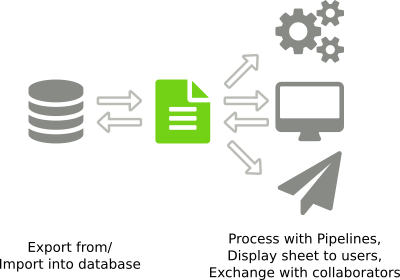 Export from/
Import into database
Process with Pipelines,
Display sheet to users,
Exchange with collaborators